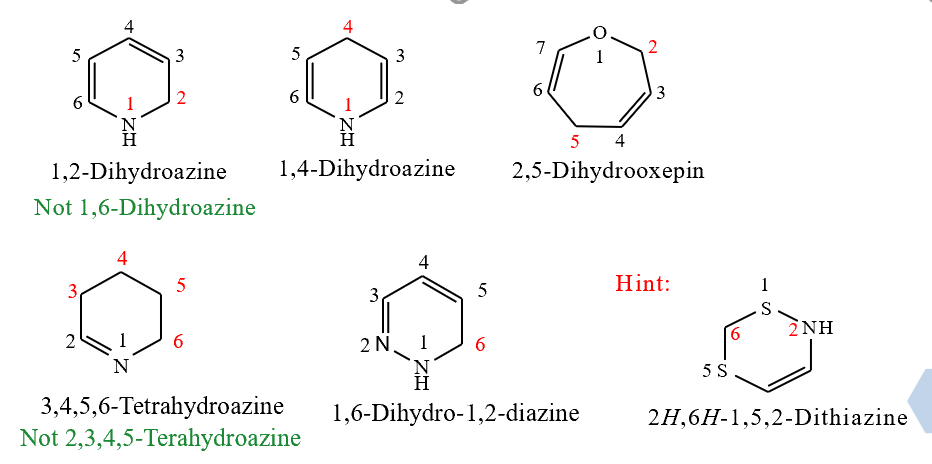 4
5
3
6
1
2
N
H
1,2-Dihydroazine
Not 1,6-Dihydroazine
4
5
3
6
1
2
N
H
1,4-Dihydroazine
O
7
1
2
6
3
5
4
2,5-Dihydrooxepin
4
3
5
2
1
6
N
3,4,5,6-Tetrahydroazine
Not 2,3,4,5-Terahydroazine
4
3
5
2 N
1
6
N
H
1,6-Dihydro-1,2-diazine
Hint:
1
S
6
2 NH
5 S
2H,6H-1,5,2-Dithiazine